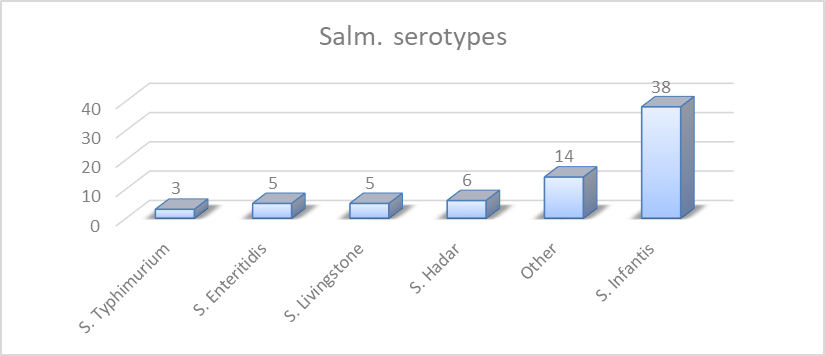 Salm. serotypes
40
30
20
10
0
3
5
5
6
14
38
S. Typhimurium
S. Enteritidis
S. Livingstone
S. Hadar
Other
S. Infantis